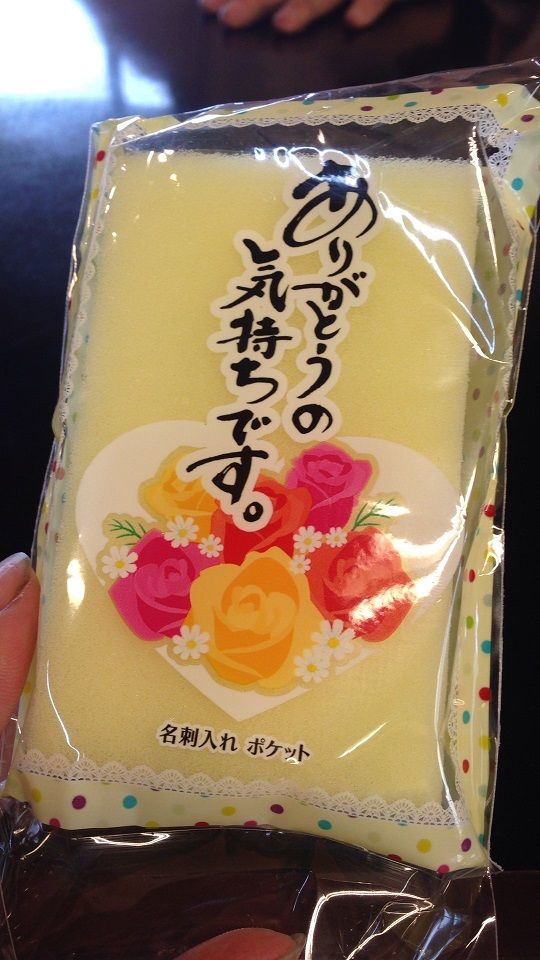 ありがとうの
気持ちです。
名刺入れ ポケット